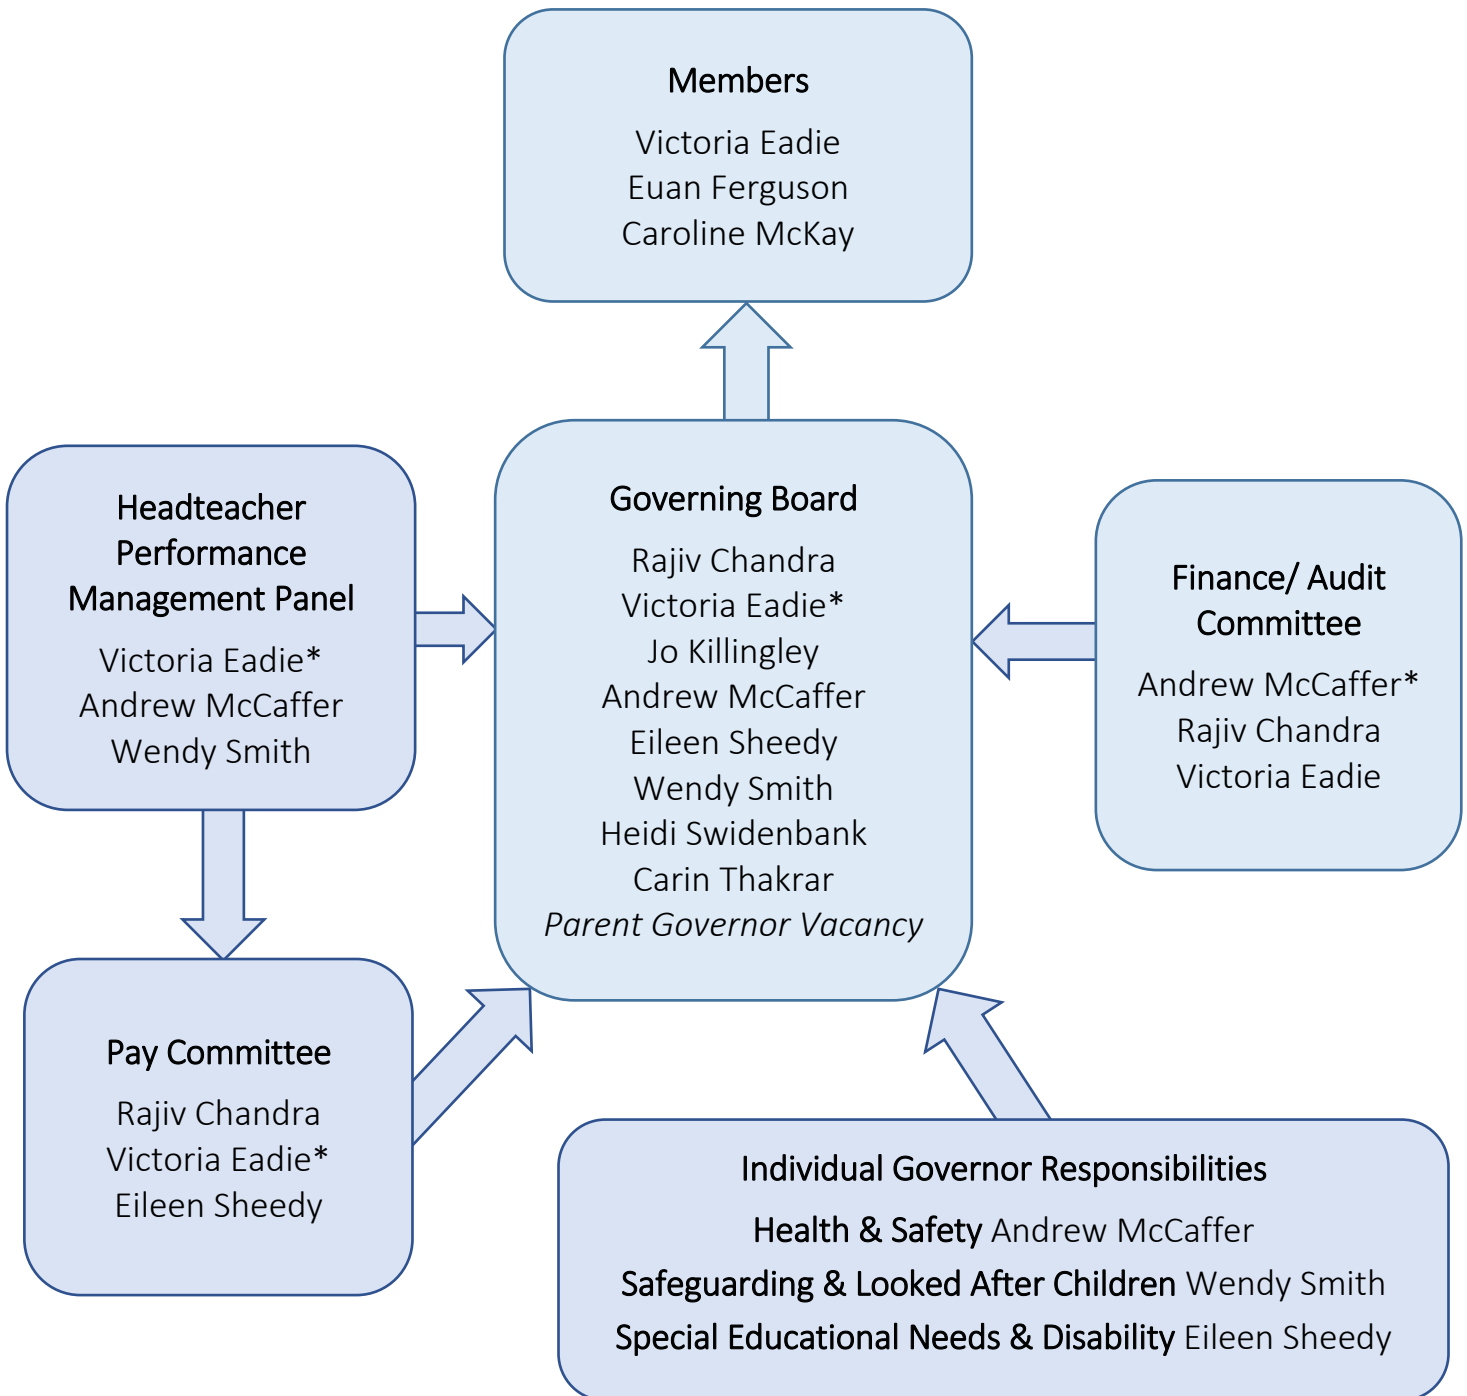 Members
Victoria Eadie
Euan Ferguson
Caroline McKay
Headteacher
Performance
Management Panel
Victoria Eadie*
Andrew McCaffer
Wendy Smith
Governing Board
Rajiv Chandra
Victoria Eadie*
Jo Killingley
Andrew McCaffer
Eileen Sheedy
Wendy Smith
Heidi Swidenbank
Carin Thakrar
Parent Governor Vacancy
Finance/ Audit
Committee
Andrew McCaffer*
Rajiv Chandra
Victoria Eadie
Pay Committee
Rajiv Chandra
Victoria Eadie*
Eileen Sheedy
Individual Governor Responsibilities
Health & Safety Andrew McCaffer
Safeguarding & Looked After Children Wendy Smith
Special Educational Needs & Disability Eileen Sheedy